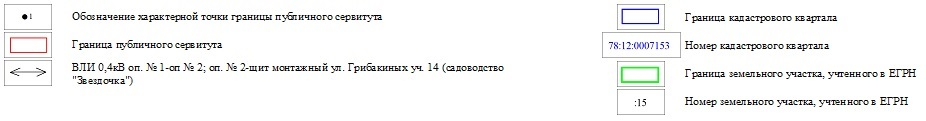 ● 1 Обозначение характерной точки границы публичного сервитута
Граница публичного сервитута
ВЛИ 0,4кВ оп. № 1-оп № 2; оп. № 2-щит монтажный ул. Грибакиных уч. 14 (садоводство
"Звездочка")
Граница кадастрового квартала
78:12:0007153 Номер кадастрового квартала
Граница земельного участка, учтенного в ЕГРН
:15 Номер земельного участка, учтенного в ЕГРН